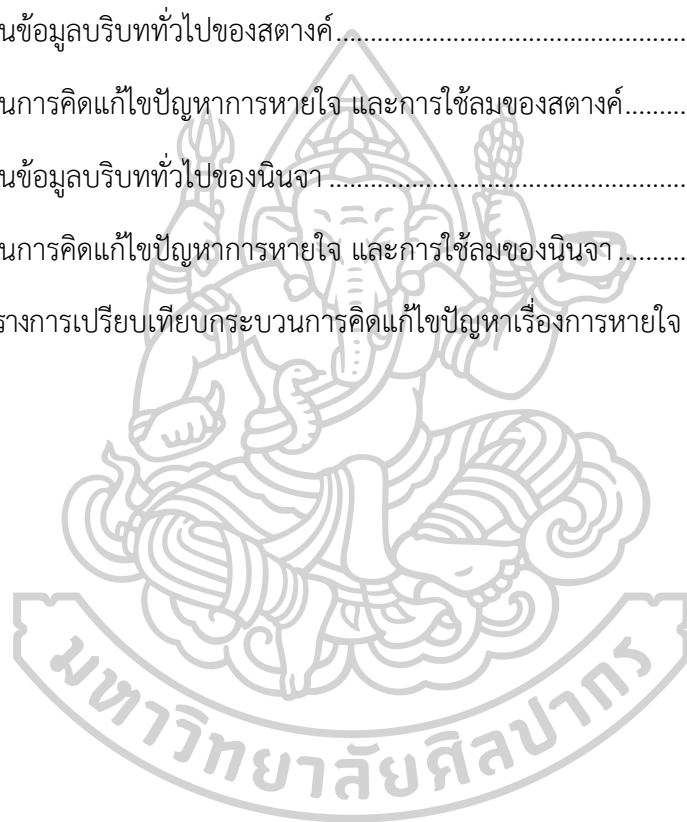 นข้อมูลบริบททั่วไปของสตางค์........................................................
นการคิดแก้ไขปัญหาการหายใจ และการใช้ลมของสตางค์.........
นข้อมูลบริบททั่วไปของนินจา.........................................................
นการคิดแก้ไขปัญหาการหายใจ และการใช้ลมของนินจา..........
รางการเปรียบเทียบกระบวนการคิดแก้ไขปัญหาเรื่องการหายใจ
มหาวิทยาลัยศิลปากร